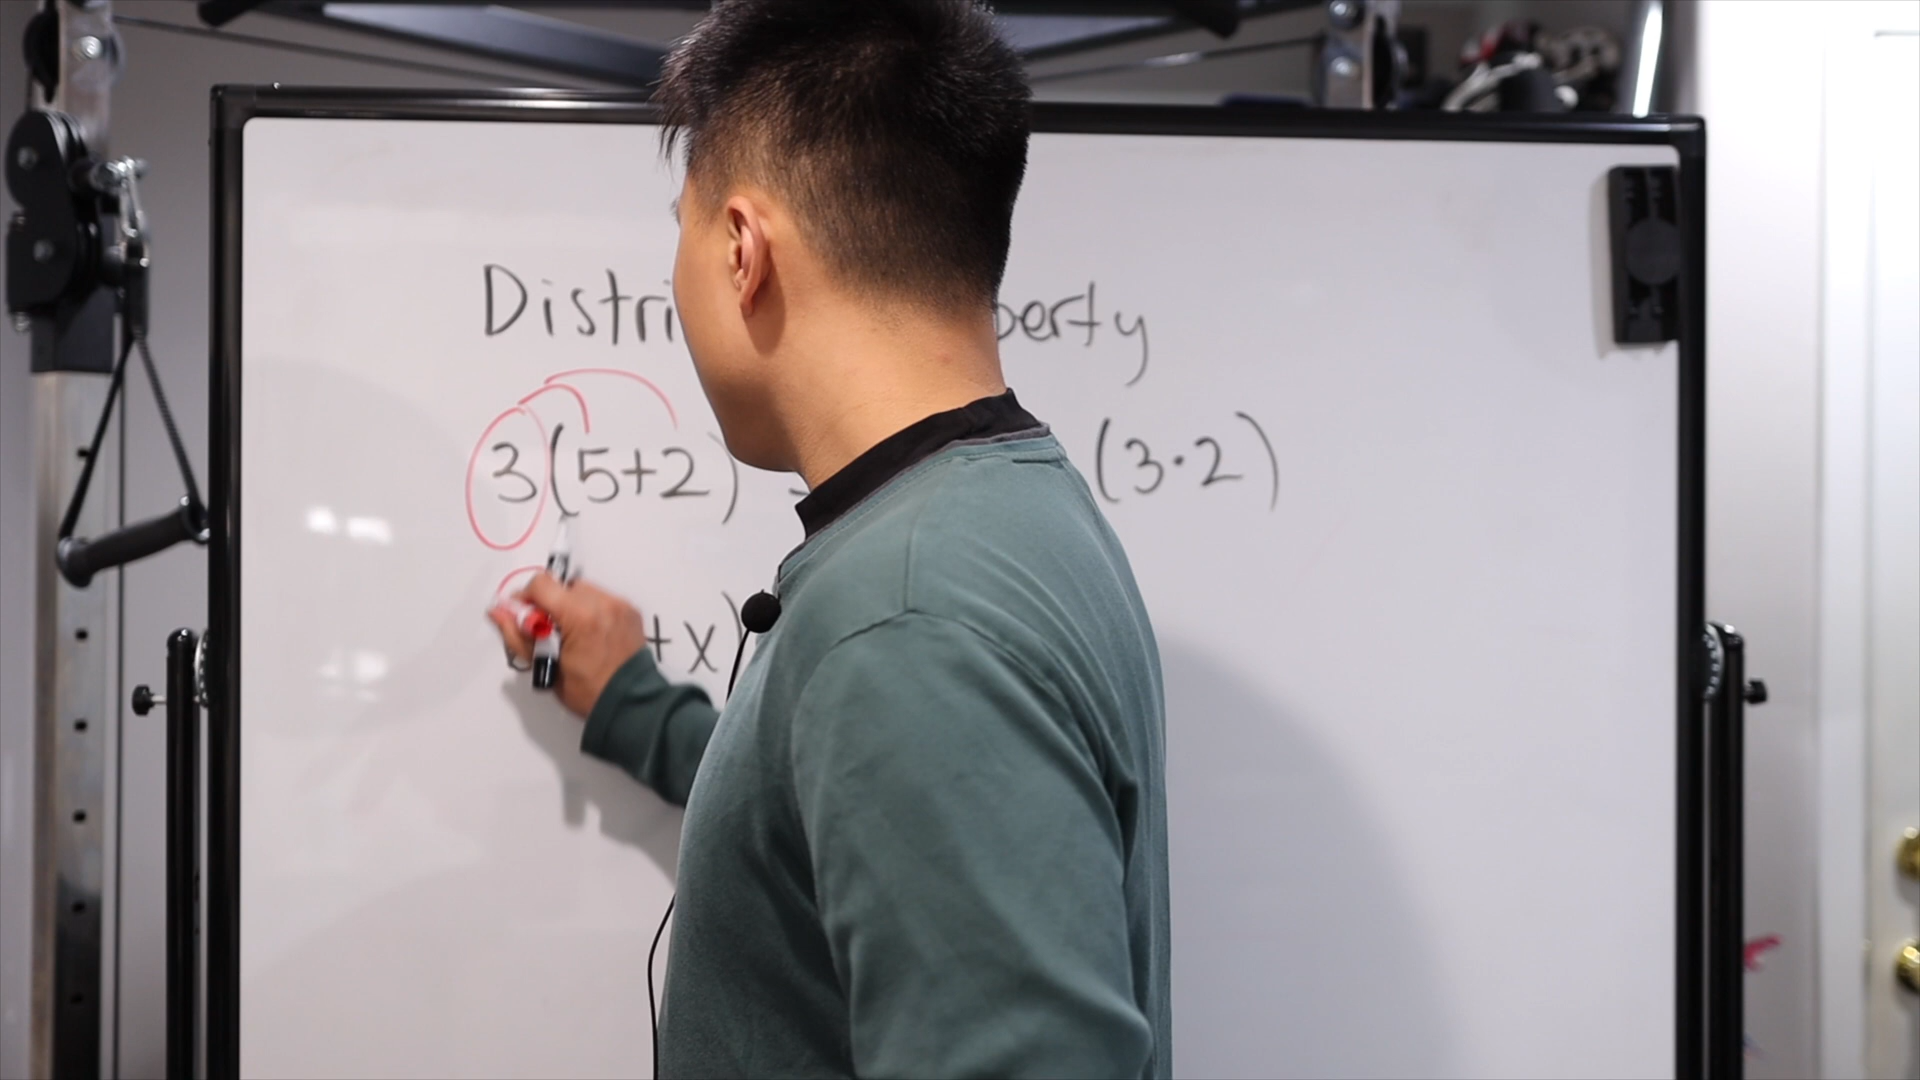 Distri perty
3(5+2) (3·2)
+x)